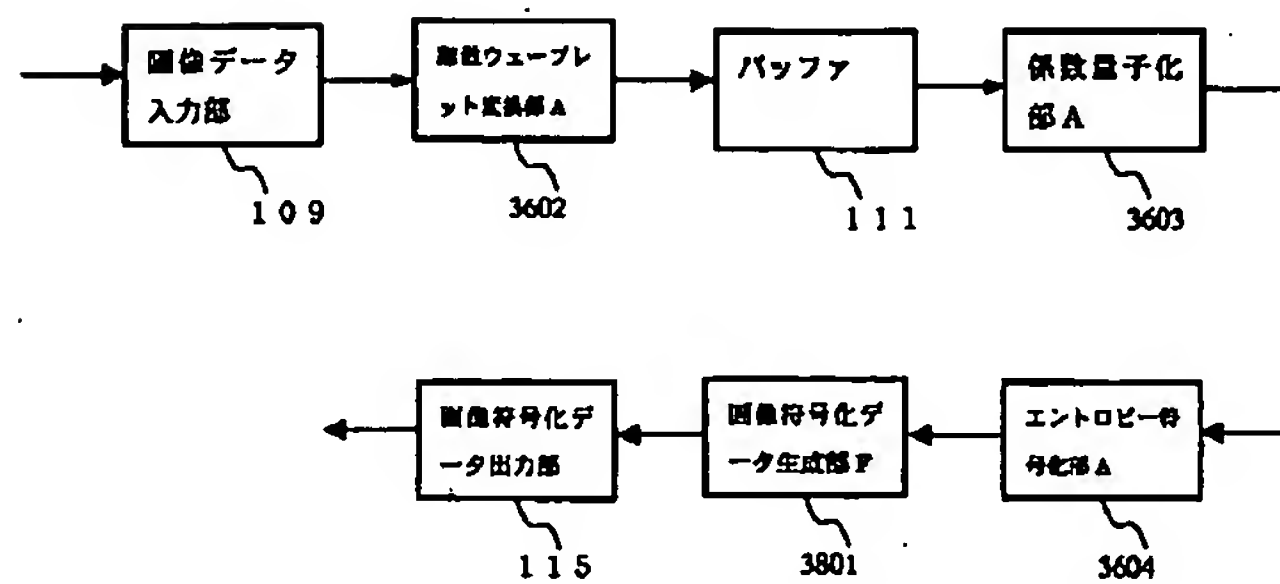 画像データ
入力部
109
離散ウェーブレ
ット変換部A
3602
バッファ
111
係数量子化
部A
3603
画像符号化デ
ータ出力部
115
画像符号化デ
ータ生成部F
3801
エントロピー符
号化部A
3604